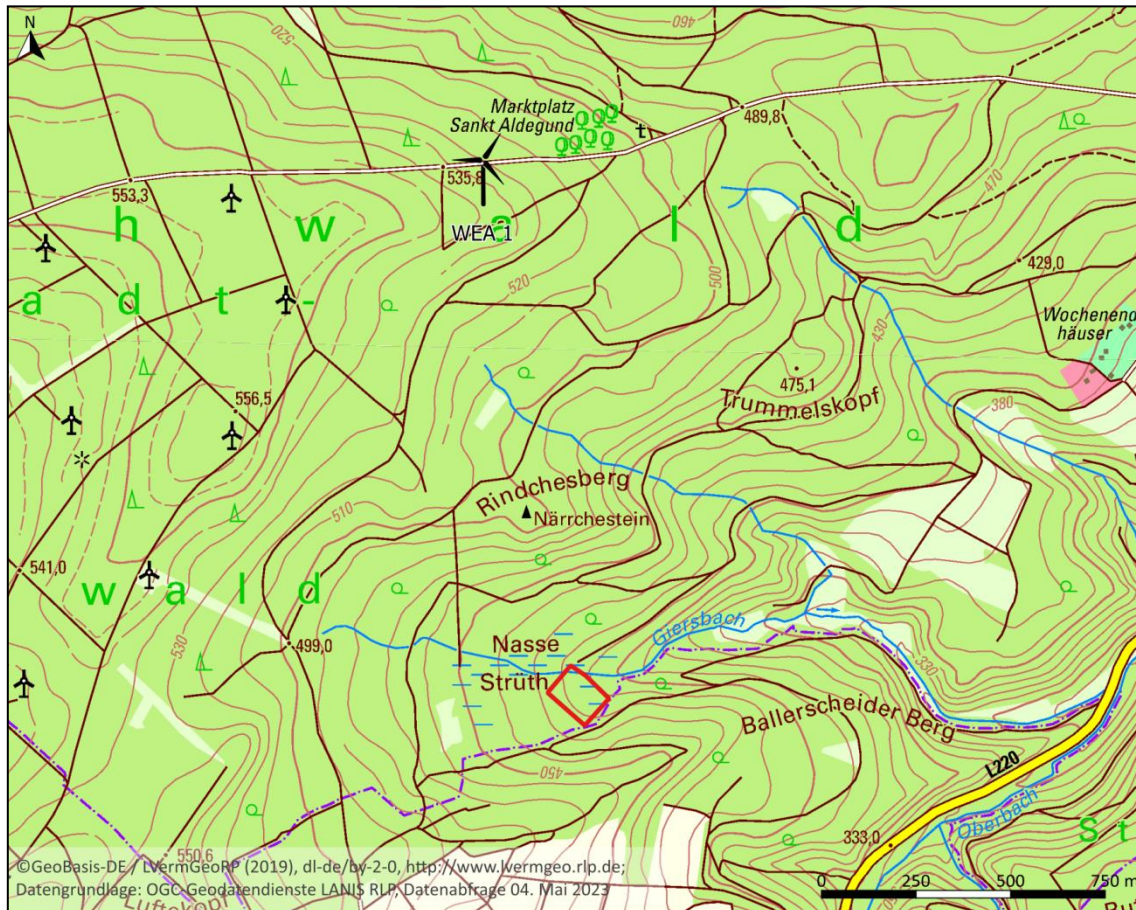 N
460
520
Marktplatz
Sankt Aldegund
t
489,8
553,3
535,8
470
h w a l d
WEA 1
429,0
a d t -
520
500
Wochenend
häuser
430
475,1
Trummelskopf
380
556,5
510
Rindchesberg
Närrchestein
541,0
w a l d
Giersbach
530
499,0
Nasse
Struth
330
Ballerscheider Berg
450
L220
Oberbach
S t
333,0
550,6
©GeoBasis-DE / LVermGeoRP (2019), dl-de/by-2-0, http://www.lvermgeo.rlp.de;
Datengrundlage: OGC-Geodatendienste LANIS RLP, Datenabfrage 04. Mai 2023
Luftskopf
0 250 500 750 m